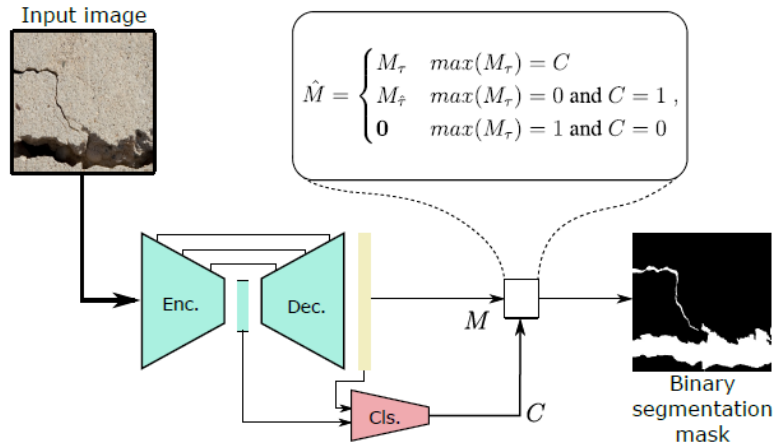 Input image
M̂ = { M_τ   max(M_τ) = C
M_τ̂   max(M_τ) = 0 and C = 1 ,
0   max(M_τ) = 1 and C = 0
Enc.
Dec.
M
Cls.
C
Binary
segmentation
mask